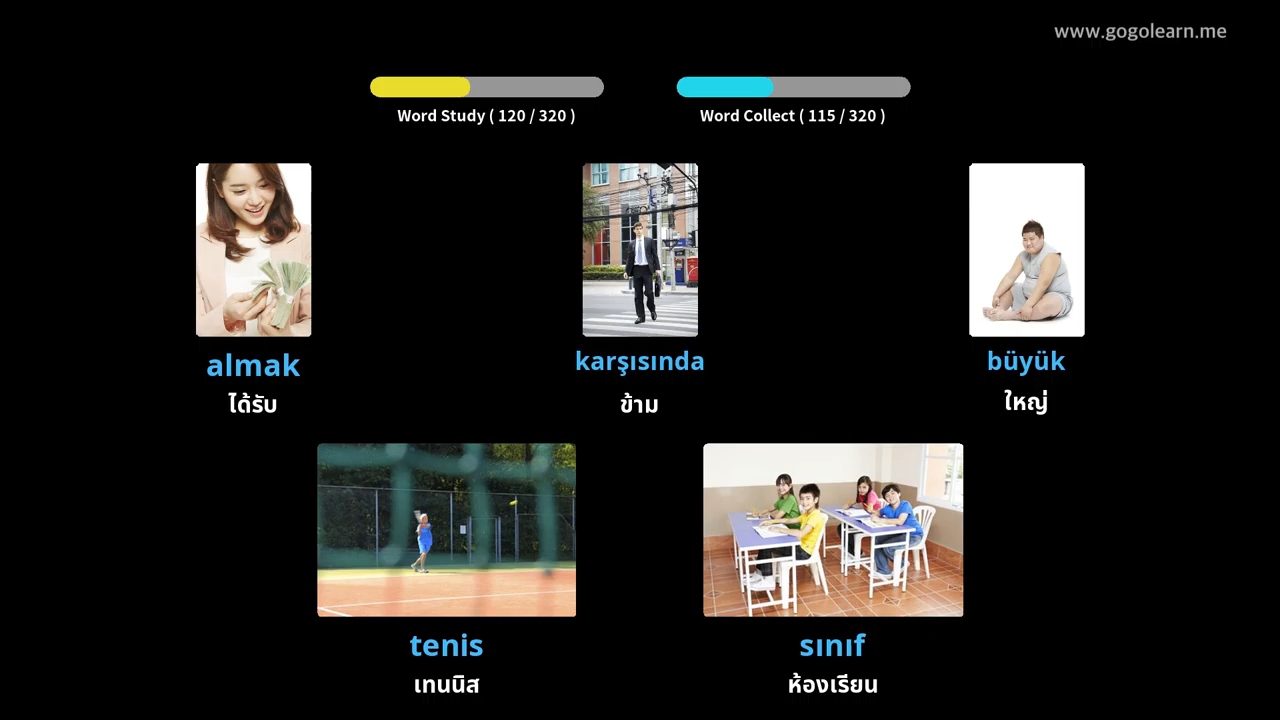 www.gogolearn.me
Word Study ( 120 / 320 )
Word Collect ( 115 / 320 )
almak
ได้รับ
karşısında
ข้าม
büyük
ใหญ่
tenis
เทนนิส
sınıf
ห้องเรียน